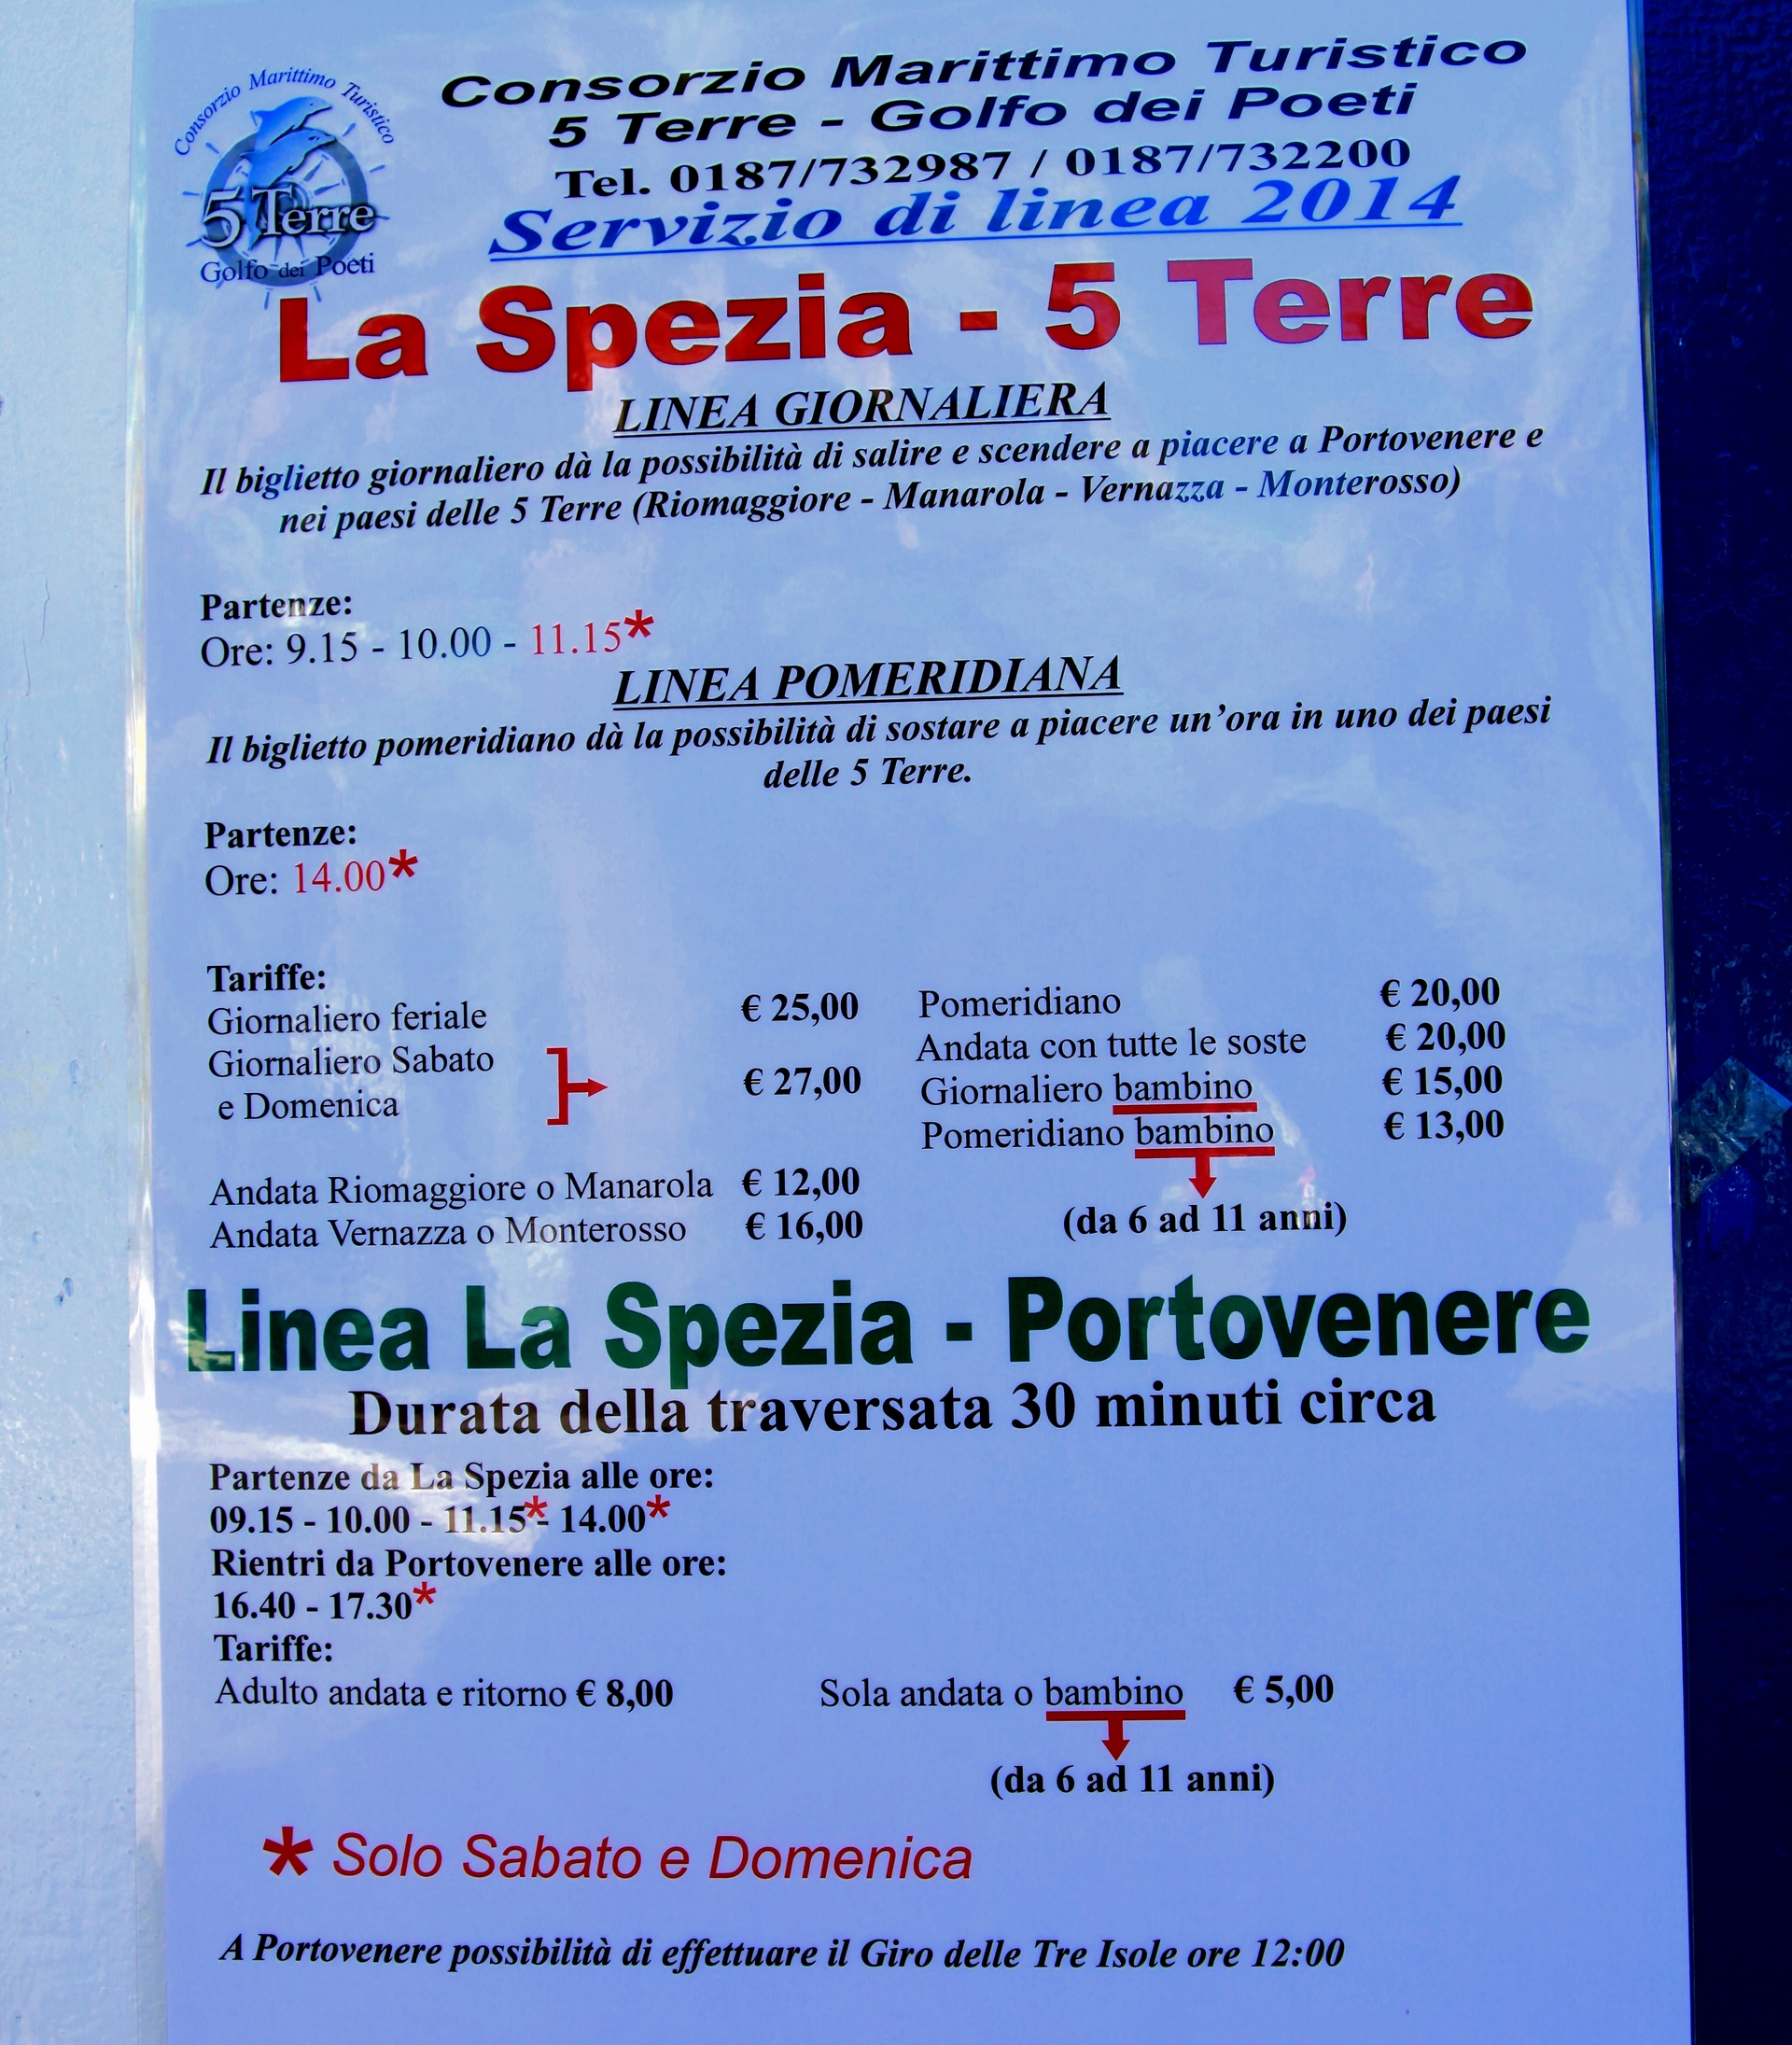 Consorzio Marittimo Turistico
5 Terre
Golfo dei Poeti
Consorzio Marittimo Turistico
5 Terre - Golfo dei Poeti
Tel. 0187/732987 / 0187/732200
Servizio di linea 2014
La Spezia - 5 Terre
LINEA GIORNALIERA
Il biglietto giornaliero dà la possibilità di salire e scendere a piacere a Portovenere e
nei paesi delle 5 Terre (Riomaggiore - Manarola - Vernazza - Monterosso)
Partenze:
Ore: 9.15 - 10.00 - 11.15*
LINEA POMERIDIANA
Il biglietto pomeridiano dà la possibilità di sostare a piacere un'ora in uno dei paesi
delle 5 Terre.
Partenze:
Ore: 14.00*
Tariffe:
Giornaliero feriale € 25,00
Giornaliero Sabato
e Domenica € 27,00
Andata Riomaggiore o Manarola € 12,00
Andata Vernazza o Monterosso € 16,00
Pomeridiano € 20,00
Andata con tutte le soste € 20,00
Giornaliero bambino € 15,00
Pomeridiano bambino € 13,00
(da 6 ad 11 anni)
Linea La Spezia - Portovenere
Durata della traversata 30 minuti circa
Partenze da La Spezia alle ore:
09.15 - 10.00 - 11.15*- 14.00*
Rientri da Portovenere alle ore:
16.40 - 17.30*
Tariffe:
Adulto andata e ritorno € 8,00 Sola andata o bambino € 5,00
(da 6 ad 11 anni)
* Solo Sabato e Domenica
A Portovenere possibilità di effettuare il Giro delle Tre Isole ore 12:00